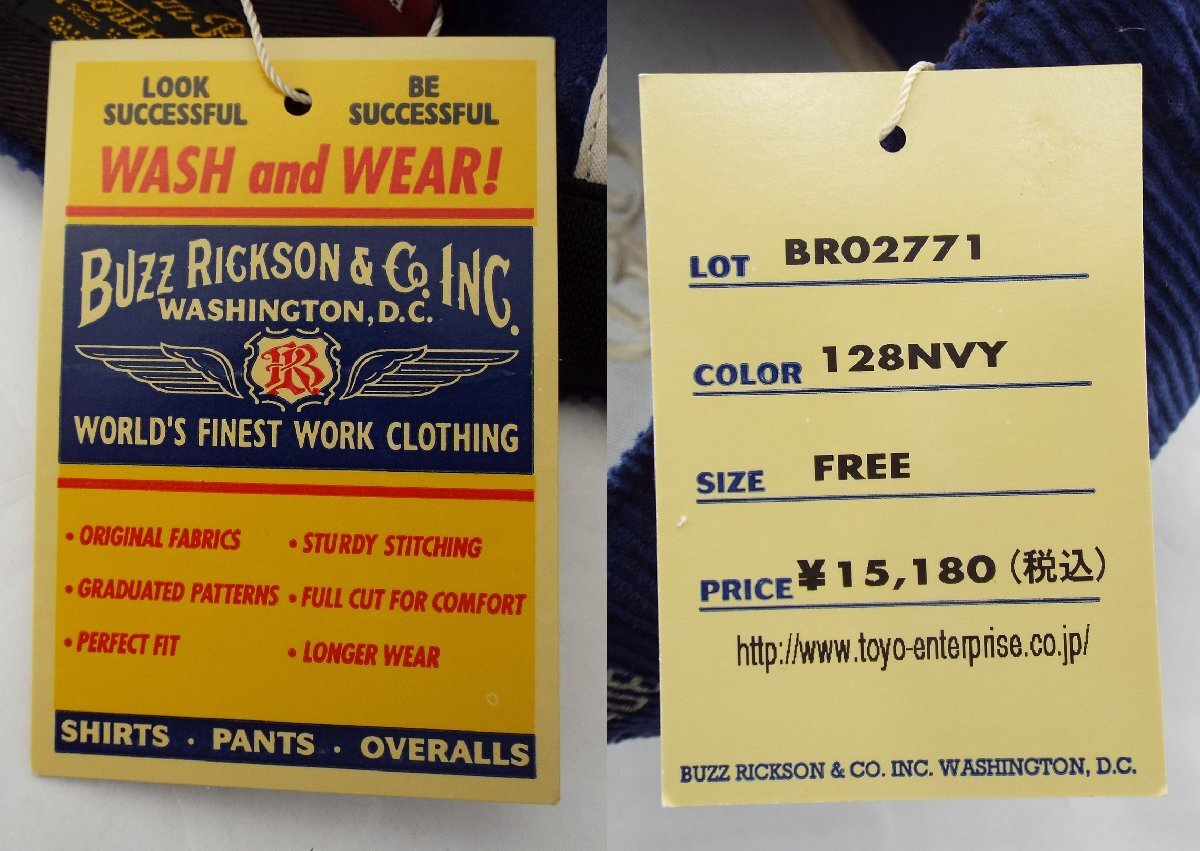 LOOK SUCCESSFUL
BE SUCCESSFUL
WASH and WEAR!
BUZZ RICKSON & CO. INC.
WASHINGTON, D.C.
BR
WORLD'S FINEST WORK CLOTHING
• ORIGINAL FABRICS
• GRADUATED PATTERNS
• PERFECT FIT
• STURDY STITCHING
• FULL CUT FOR COMFORT
• LONGER WEAR
SHIRTS · PANTS · OVERALLS
LOT BR02771
COLOR 128NVY
SIZE FREE
PRICE ¥15,180(税込)
http://www.toyo-enterprise.co.jp/
BUZZ RICKSON & CO. INC. WASHINGTON, D.C.